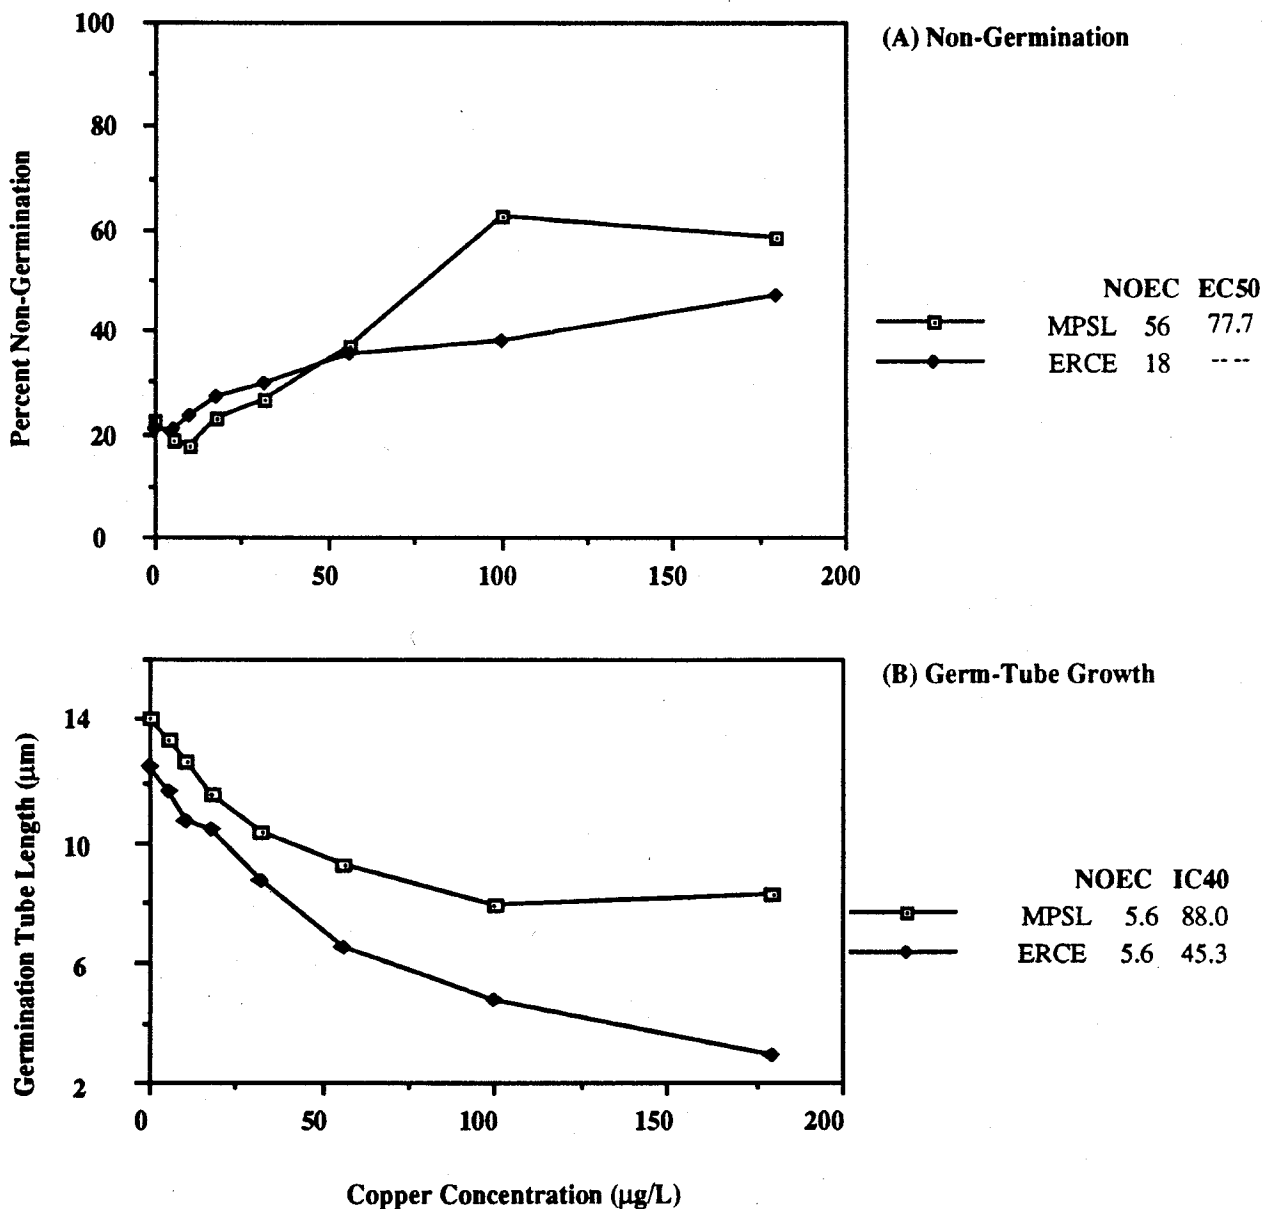 (A) Non-Germination
Percent Non-Germination
100
80
60
40
20
0
0 50 100 150 200
NOEC EC50
MPSL 56 77.7
ERCE 18 ----
(B) Germ-Tube Growth
Germination Tube Length (µm)
14
10
6
2
0 50 100 150 200
NOEC IC40
MPSL 5.6 88.0
ERCE 5.6 45.3
Copper Concentration (µg/L)